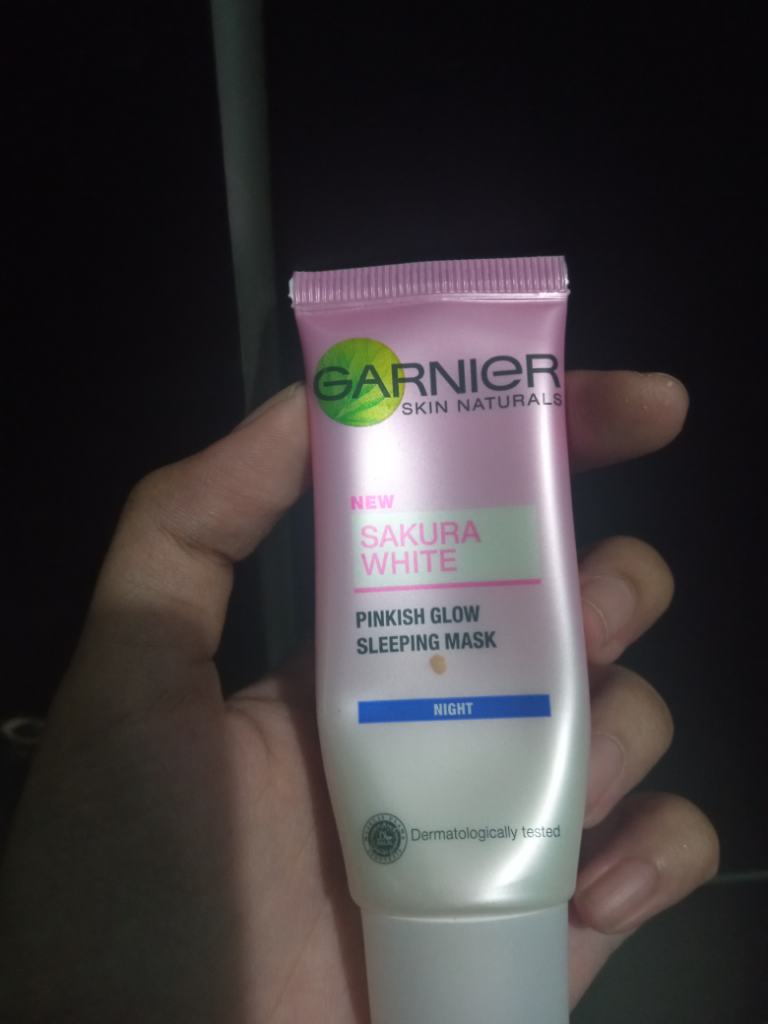 GARNIER
SKIN NATURALS
NEW
SAKURA
WHITE
PINKISH GLOW
SLEEPING MASK
NIGHT
Dermatologically tested